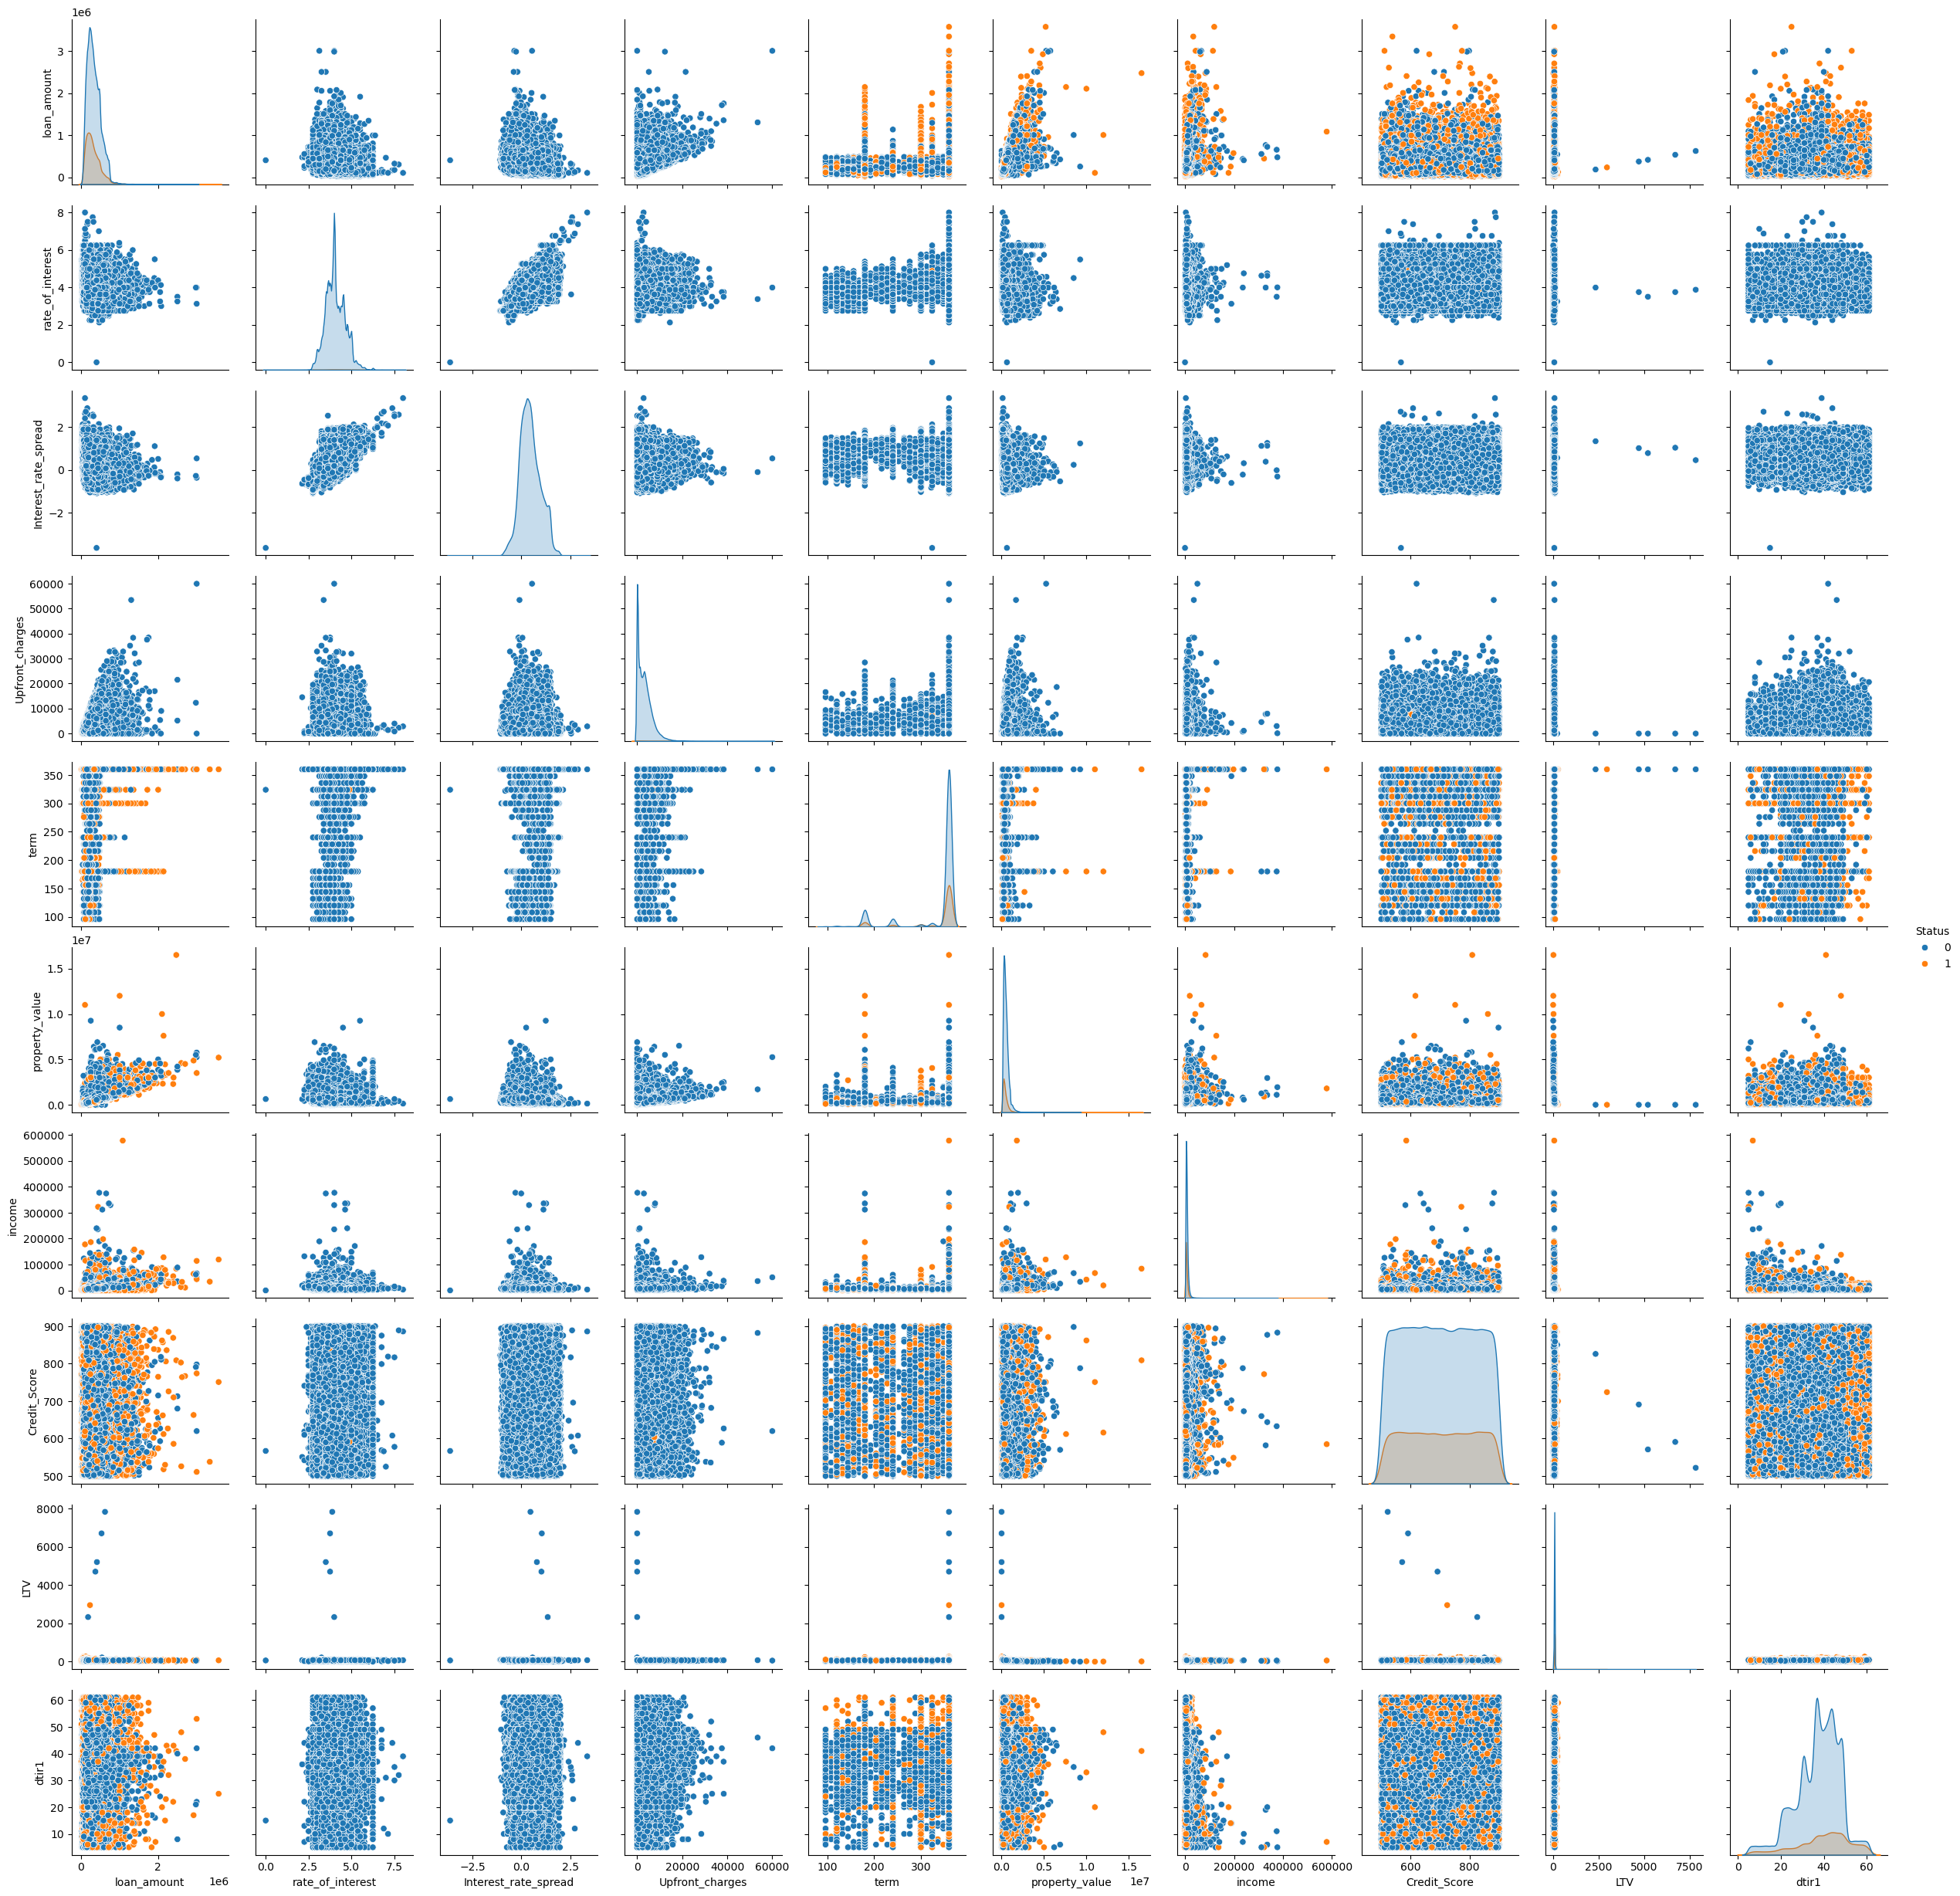 1e6
loan_amount
3
2
1
0
rate_of_interest
8
6
4
2
0
Interest_rate_spread
2
0
−2
Upfront_charges
60000
50000
40000
30000
20000
10000
0
term
350
300
250
200
150
100
Status
0
1
1e7
property_value
1.5
1.0
0.5
0.0
income
600000
500000
400000
300000
200000
100000
0
Credit_Score
900
800
700
600
500
LTV
8000
6000
4000
2000
0
dtir1
60
50
40
30
20
10
0 2
0.0 2.5 5.0 7.5
−2.5 0.0 2.5
0 20000 40000 60000
100 200 300
0.0 0.5 1.0 1.5
0 200000 400000 600000
600 800
0 2500 5000 7500
0 20 40 60
loan_amount 1e6
rate_of_interest
Interest_rate_spread
Upfront_charges
term
property_value 1e7
income
Credit_Score
LTV
dtir1